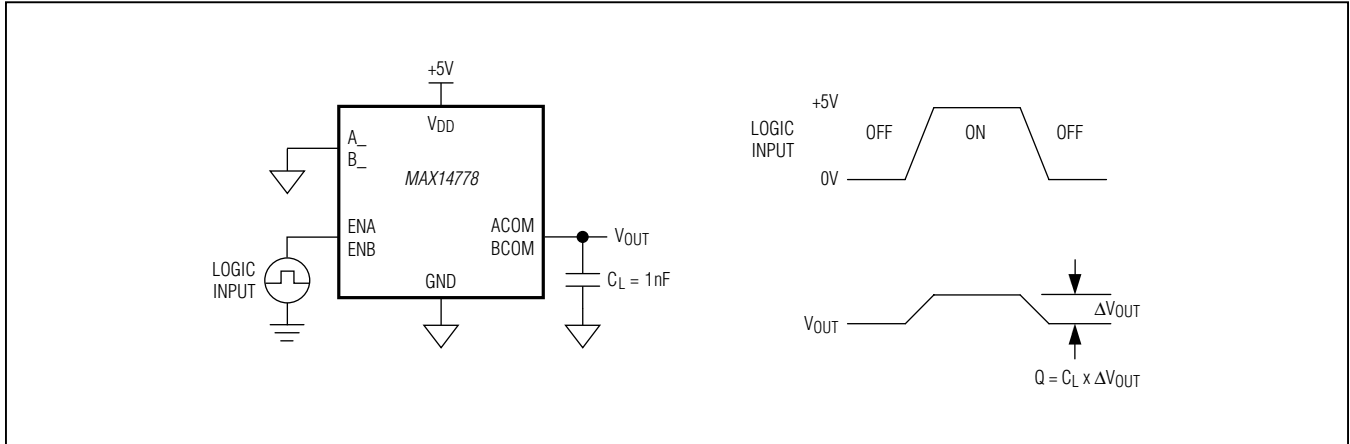 +5V
VDD
A_
B_
MAX14778
ENA
ENB
ACOM
BCOM
VOUT
LOGIC
INPUT
GND
CL = 1nF
+5V
LOGIC
INPUT
OFF
ON
OFF
0V
VOUT
ΔVOUT
Q = CL x ΔVOUT